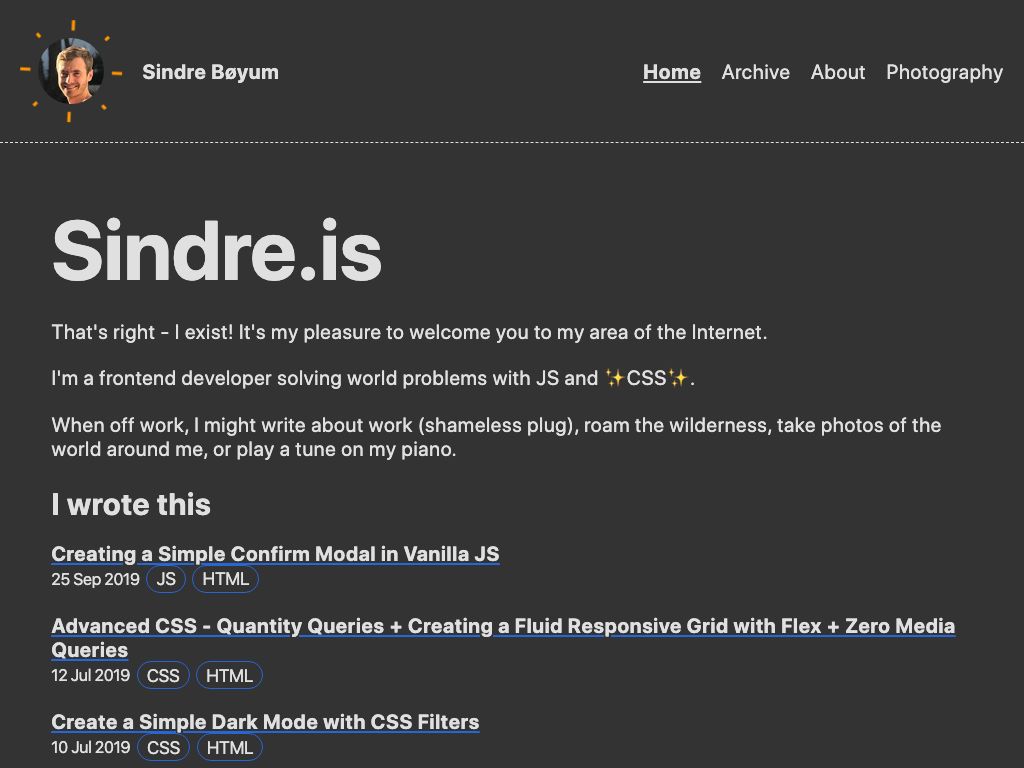 Sindre Bøyum
Home Archive About Photography
Sindre.is
That's right - I exist! It's my pleasure to welcome you to my area of the Internet.
I'm a frontend developer solving world problems with JS and ✨CSS✨.
When off work, I might write about work (shameless plug), roam the wilderness, take photos of the
world around me, or play a tune on my piano.
I wrote this
Creating a Simple Confirm Modal in Vanilla JS
25 Sep 2019 JS HTML
Advanced CSS - Quantity Queries + Creating a Fluid Responsive Grid with Flex + Zero Media
Queries
12 Jul 2019 CSS HTML
Create a Simple Dark Mode with CSS Filters
10 Jul 2019 CSS HTML